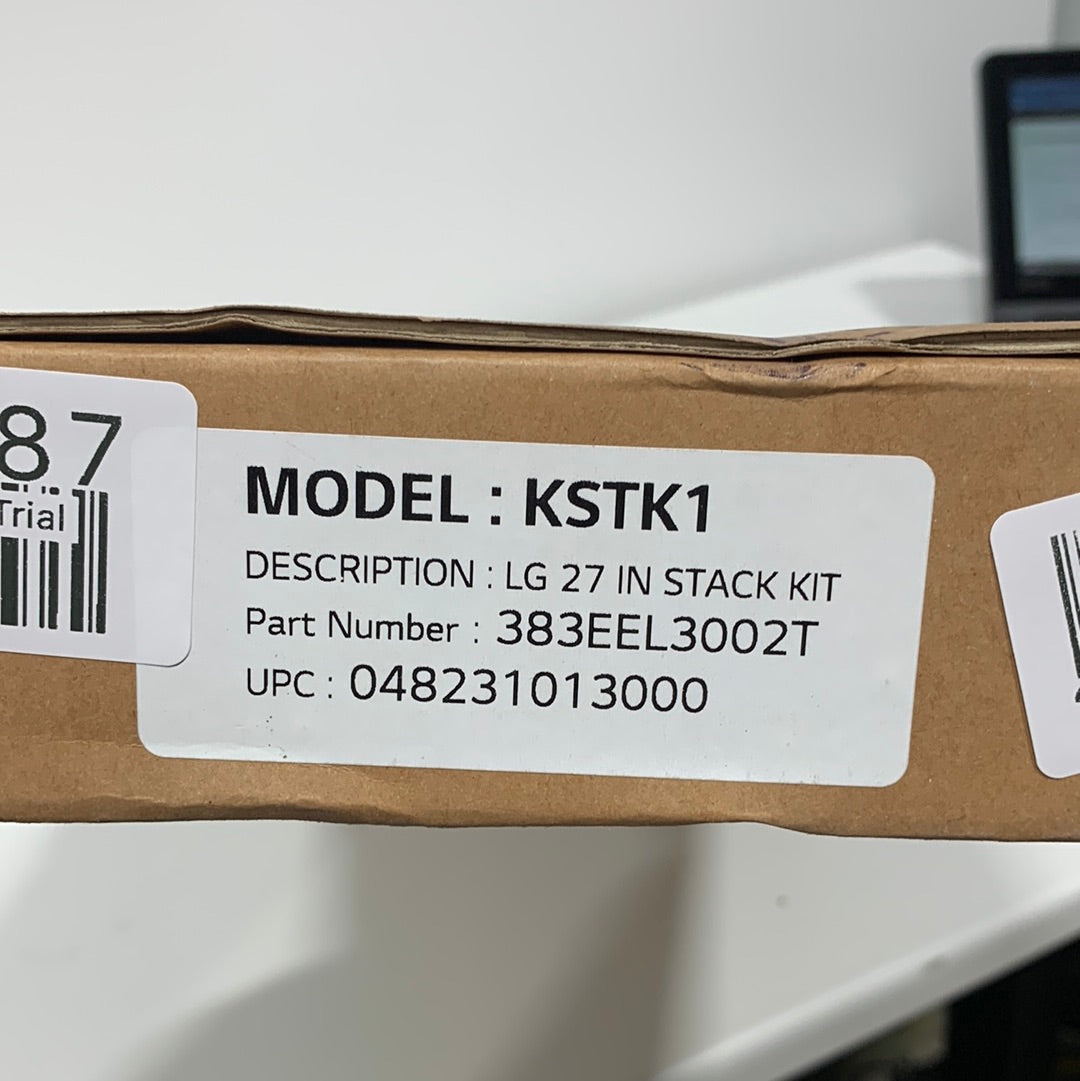 87
Trial
MODEL : KSTK1
DESCRIPTION : LG 27 IN STACK KIT
Part Number : 383EEL3002T
UPC : 048231013000